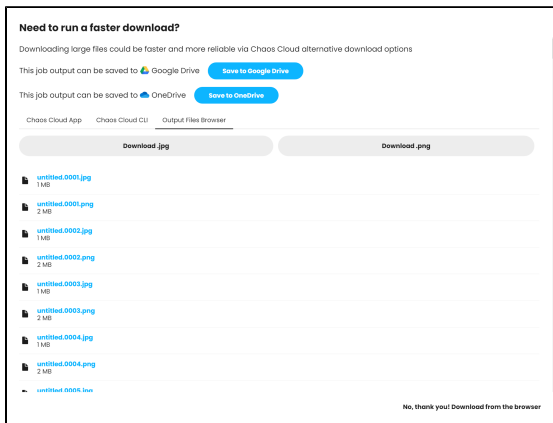 Need to run a faster download?
Downloading large files could be faster and more reliable via Chaos Cloud alternative download options
This job output can be saved to Google Drive Save to Google Drive
This job output can be saved to OneDrive Save to OneDrive
Chaos Cloud App Chaos Cloud CLI Output Files Browser
Download .jpg Download .png
untitled.0001.jpg
1 MB
untitled.0001.png
2 MB
untitled.0002.jpg
1 MB
untitled.0002.png
2 MB
untitled.0003.jpg
1 MB
untitled.0003.png
2 MB
untitled.0004.jpg
1 MB
untitled.0004.png
2 MB
untitled.0005.jpg
No, thank you! Download from the browser